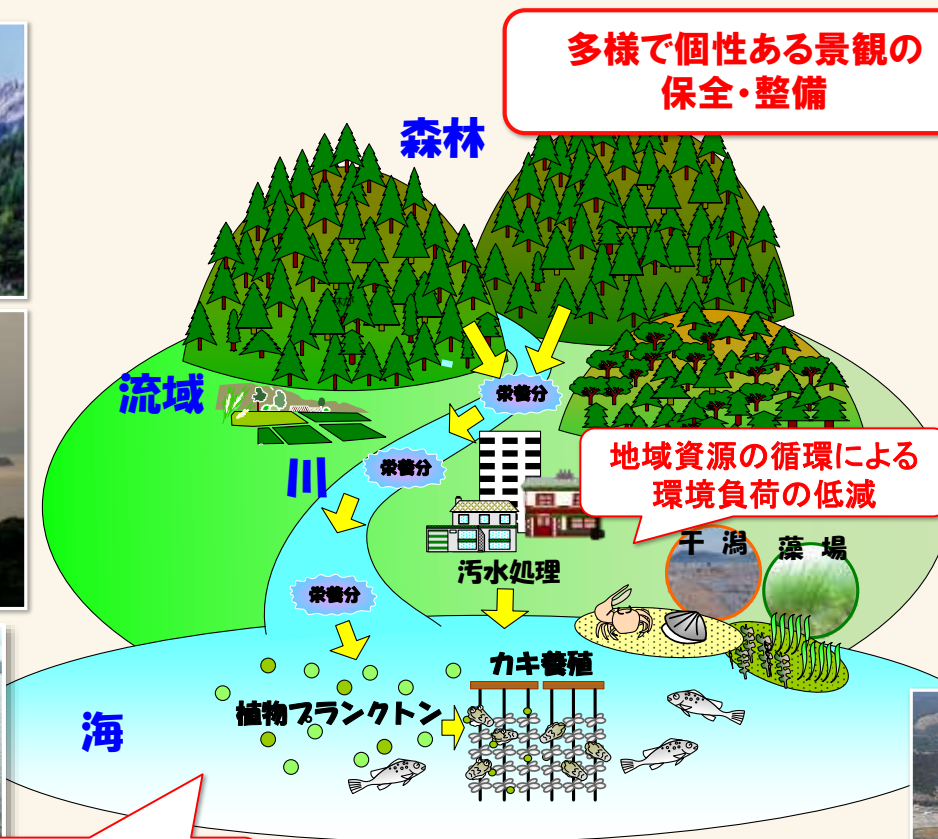 多様で個性ある景観の
保全・整備
森林
流域
栄養分
川
栄養分
地域資源の循環による
環境負荷の低減
干潟
藻場
汚水処理
栄養分
カキ養殖
植物プランクトン
海